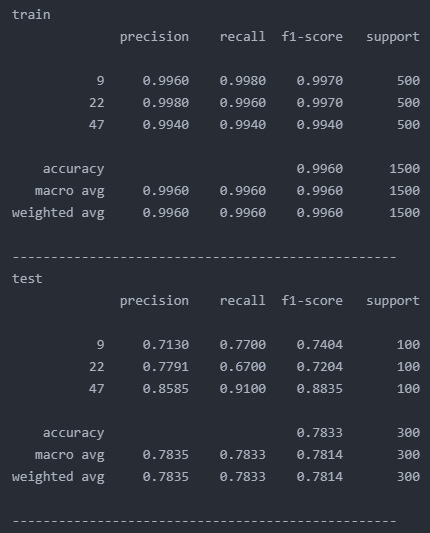 train
              precision    recall  f1-score   support

           9     0.9960    0.9980    0.9970       500
          22     0.9980    0.9960    0.9970       500
          47     0.9940    0.9940    0.9940       500

    accuracy                         0.9960      1500
   macro avg     0.9960    0.9960    0.9960      1500
weighted avg     0.9960    0.9960    0.9960      1500

--------------------------------------------------
test
              precision    recall  f1-score   support

           9     0.7130    0.7700    0.7404       100
          22     0.7791    0.6700    0.7204       100
          47     0.8585    0.9100    0.8835       100

    accuracy                         0.7833       300
   macro avg     0.7835    0.7833    0.7814       300
weighted avg     0.7835    0.7833    0.7814       300

--------------------------------------------------